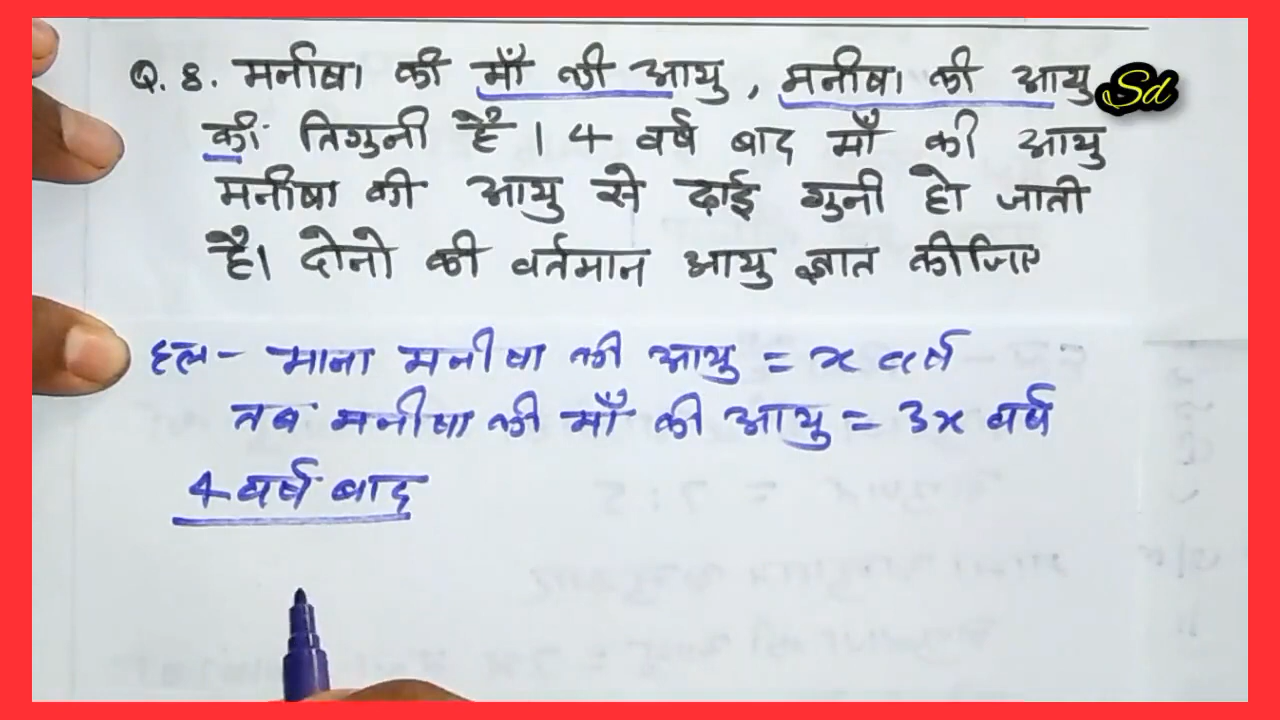 Q. 8. मनीषा की माँ की आयु, मनीषा की आयु
की तिगुनी है। 4 वर्ष बाद माँ की आयु
मनीषा की आयु से ढाई गुनी हो जाती
है। दोनो की वर्तमान आयु ज्ञात कीजिए
हल- माना मनीषा की आयु = x वर्ष
तब मनीषा की माँ की आयु = 3x वर्ष
4 वर्ष बाद
Sd